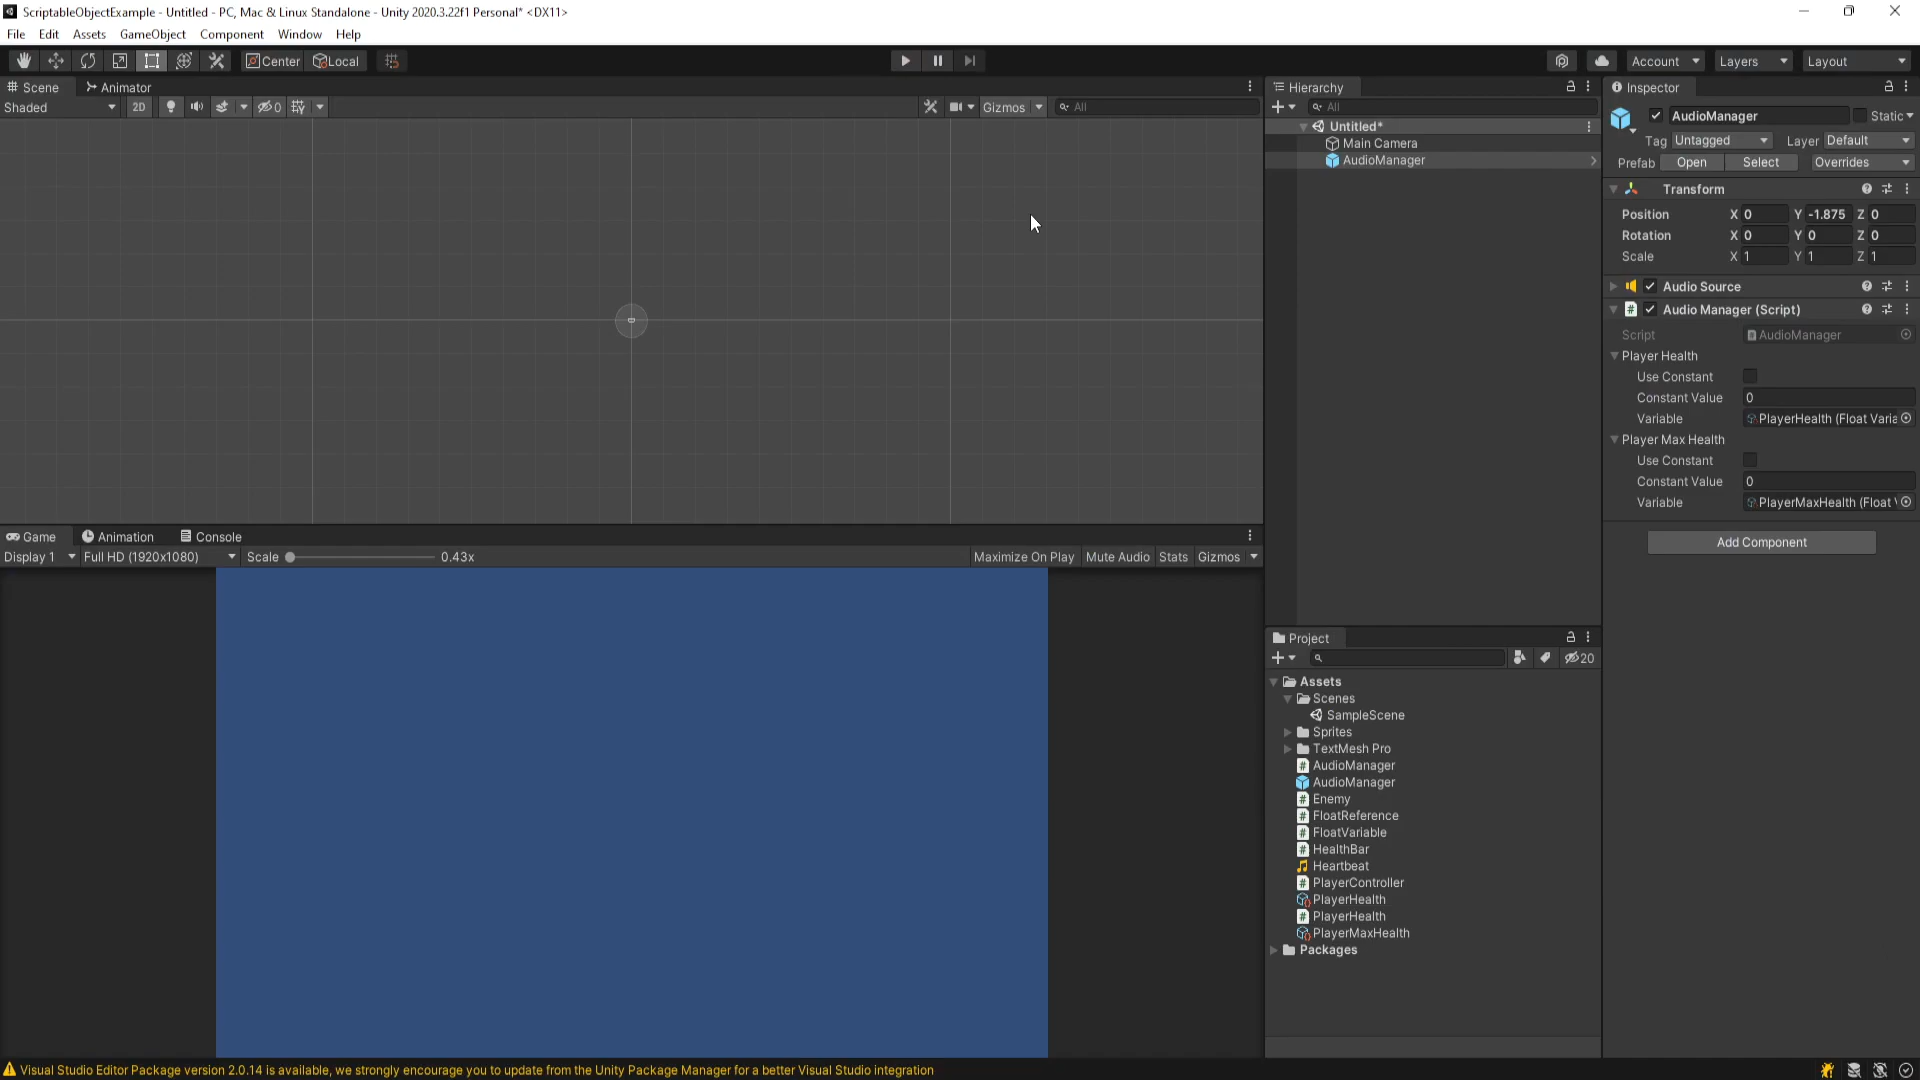 ScriptableObjectExample - Untitled - PC, Mac & Linux Standalone - Unity 2020.3.22f1 Personal* <DX11>
File Edit Assets GameObject Component Window Help
Center Local Account Layers Layout
Scene Animator
Shaded 2D 0 Gizmos All
Hierarchy
All
Untitled*
Main Camera
AudioManager
Inspector
AudioManager Static
Tag Untagged Layer Default
Prefab Open Select Overrides
Transform
Position X 0 Y -1.875 Z 0
Rotation X 0 Y 0 Z 0
Scale X 1 Y 1 Z 1
Audio Source
# Audio Manager (Script)
Script AudioManager
Player Health
Use Constant
Constant Value 0
Variable PlayerHealth (Float Varia
Player Max Health
Use Constant
Constant Value 0
Variable PlayerMaxHealth (Float
Add Component
Game Animation Console
Display 1 Full HD (1920x1080) Scale 0.43x Maximize On Play Mute Audio Stats Gizmos
Project
20
Assets
Scenes
SampleScene
Sprites
TextMesh Pro
# AudioManager
AudioManager
# Enemy
# FloatReference
# FloatVariable
# HealthBar
Heartbeat
# PlayerController
PlayerHealth
# PlayerHealth
PlayerMaxHealth
Packages
Visual Studio Editor Package version 2.0.14 is available, we strongly encourage you to update from the Unity Package Manager for a better Visual Studio integration